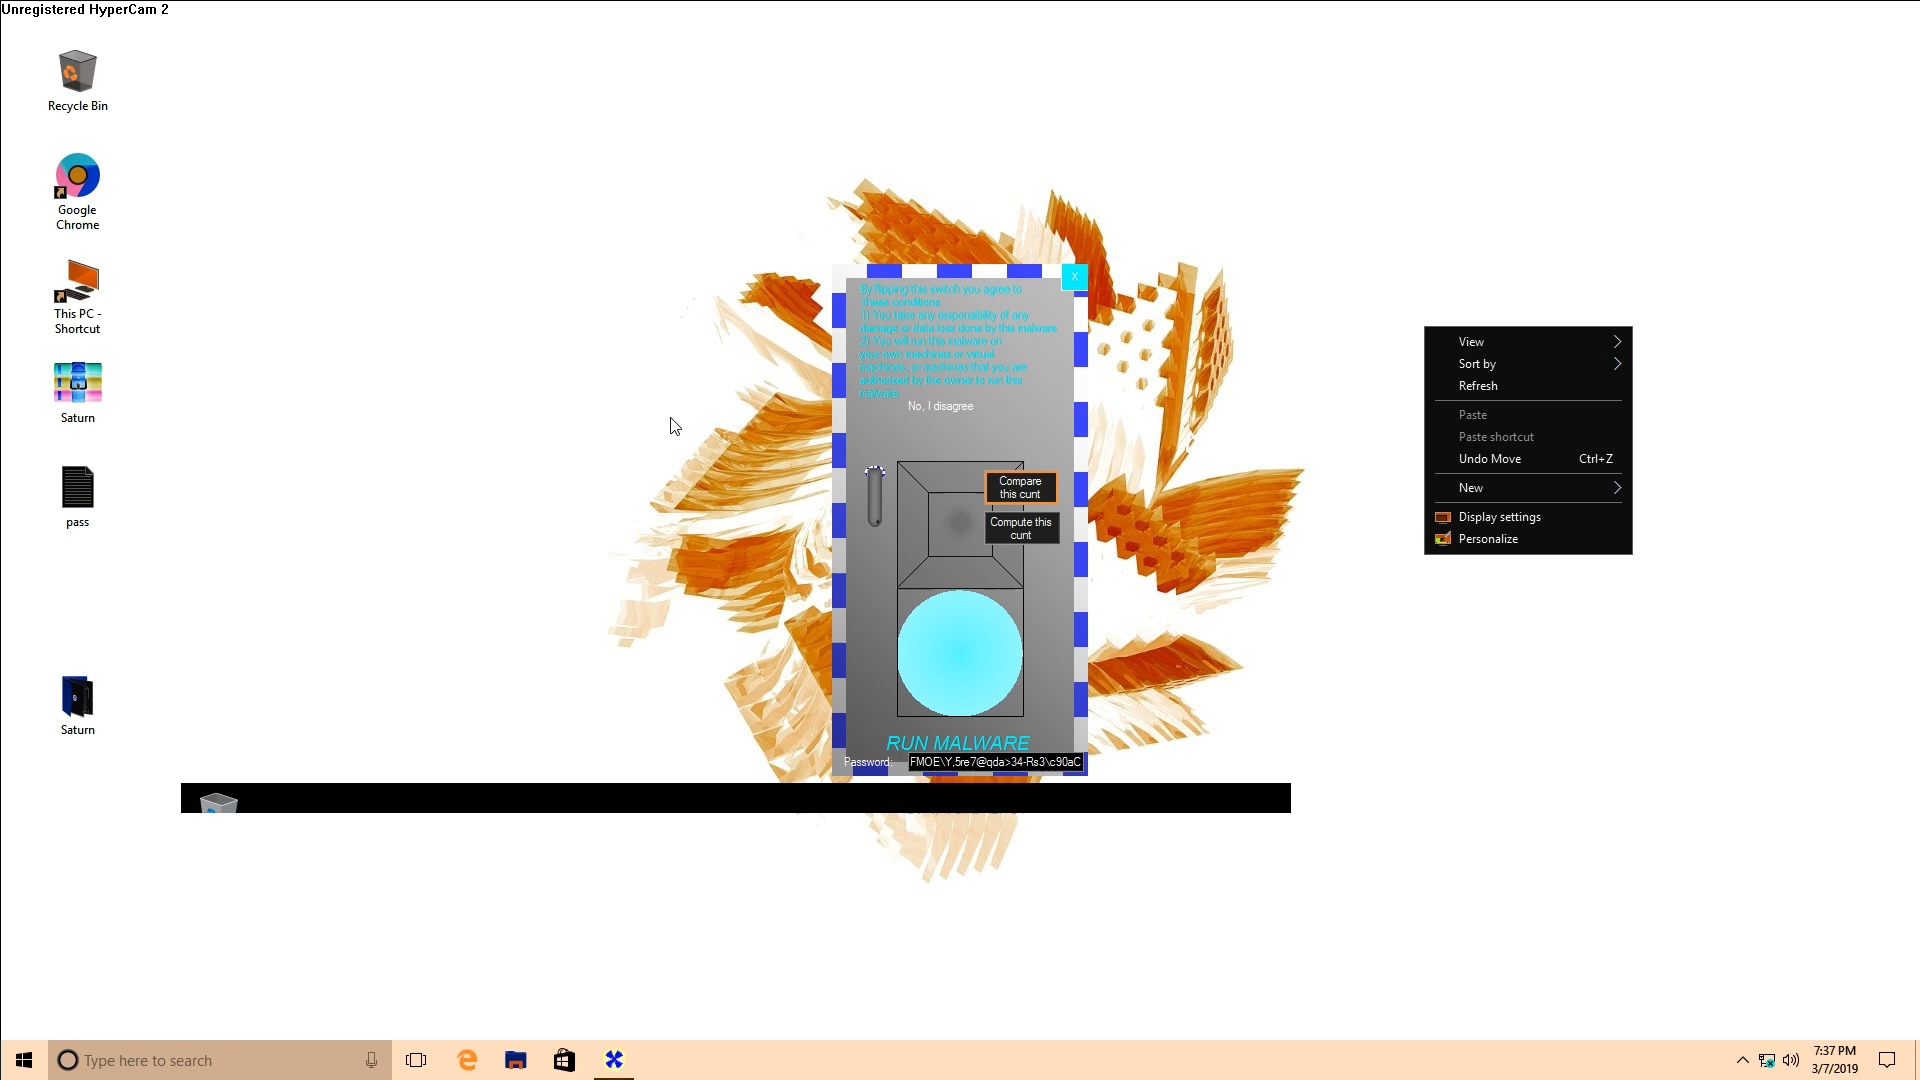 Unregistered HyperCam 2
Recycle Bin
Google
Chrome
This PC -
Shortcut
Saturn
pass
Saturn
X
By flipping this switch you agree to
these conditions:
1) You take any responsibility of any
damage or data loss done by this malware
2) You will run this malware on
your own machines or virtual
machines, or machines that you are
authorized by the owner to run this
malware
No, I disagree
Compare
this cunt
Compute this
cunt
RUN MALWARE
Password:
FMOE\Y,5re7@qda>34-Rs3\c90aC
View
Sort by
Refresh
Paste
Paste shortcut
Undo Move Ctrl+Z
New
Display settings
Personalize
Type here to search
7:37 PM
3/7/2019